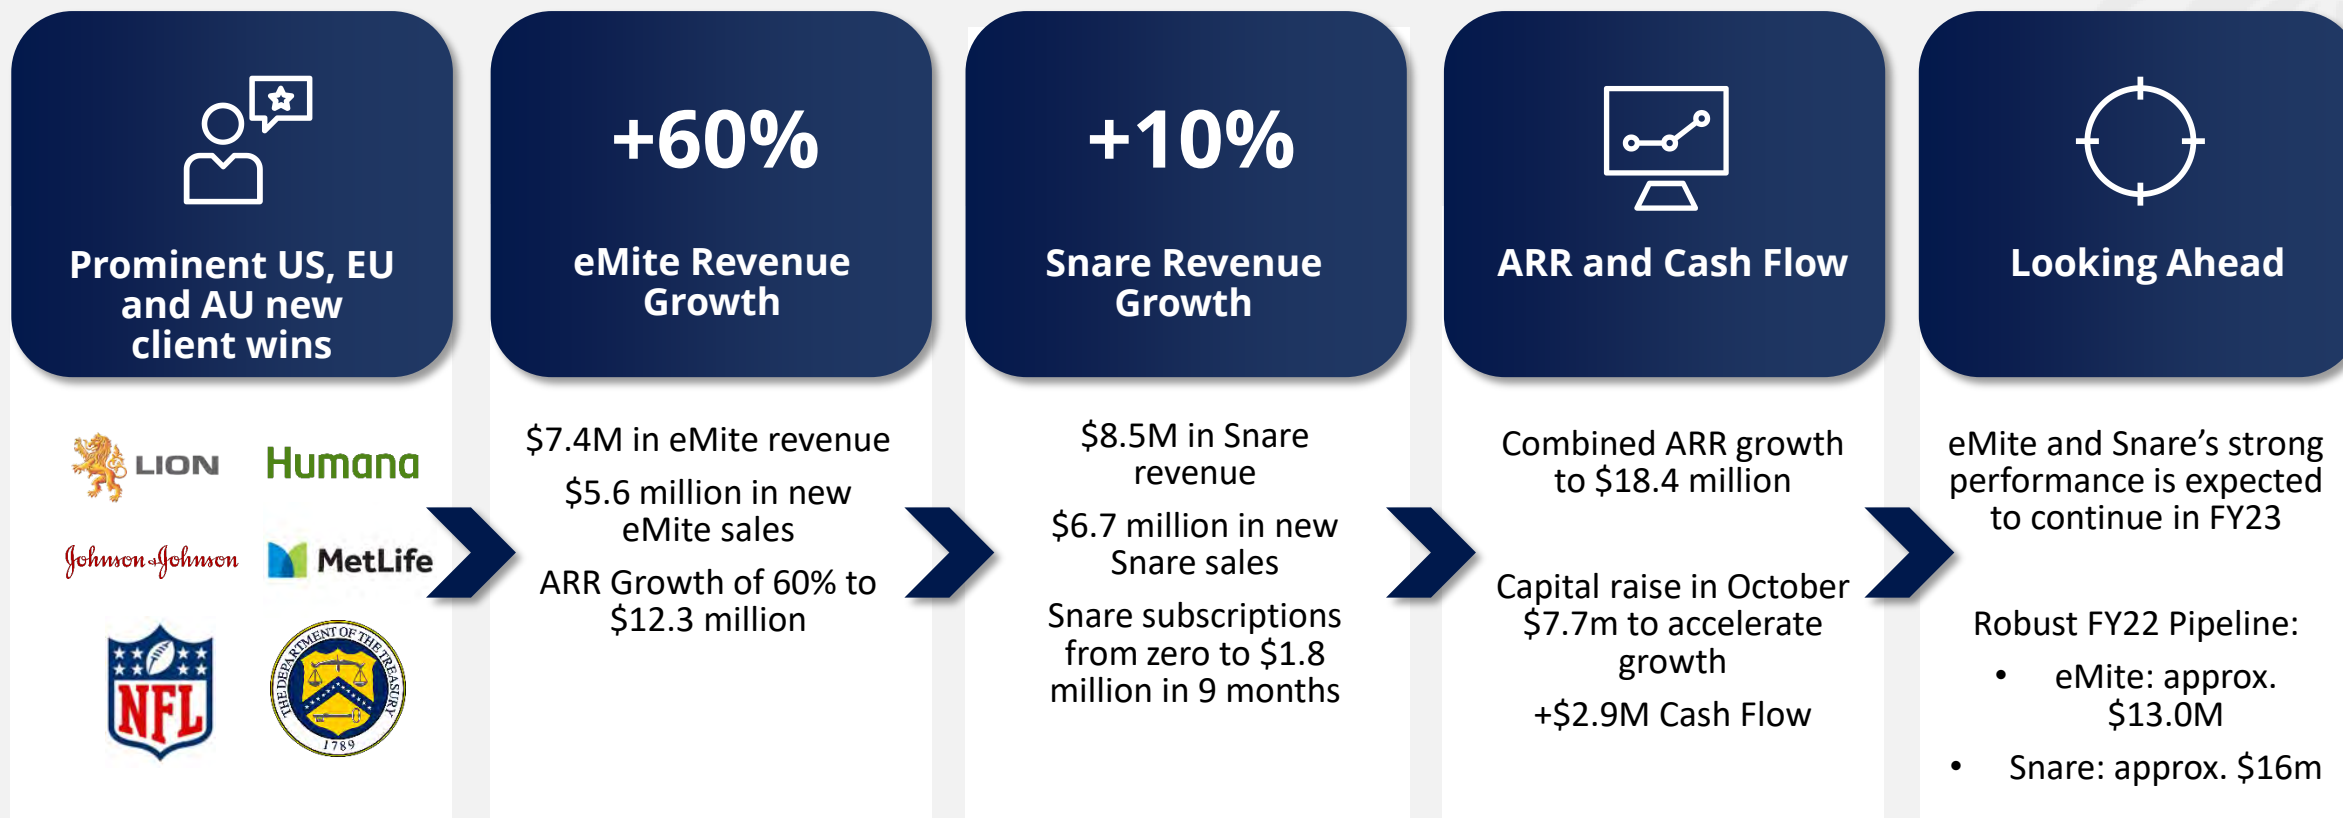 Prominent US, EU
and AU new
client wins
LION
Humana
Johnson & Johnson
MetLife
NFL
THE DEPARTMENT OF THE TREASURY
1789
+60%
eMite Revenue
Growth
$7.4M in eMite revenue
$5.6 million in new
eMite sales
ARR Growth of 60% to
$12.3 million
+10%
Snare Revenue
Growth
$8.5M in Snare
revenue
$6.7 million in new
Snare sales
Snare subscriptions
from zero to $1.8
million in 9 months
ARR and Cash Flow
Combined ARR growth
to $18.4 million
Capital raise in October
$7.7m to accelerate
growth
+$2.9M Cash Flow
Looking Ahead
eMite and Snare’s strong
performance is expected
to continue in FY23
Robust FY22 Pipeline:
• eMite: approx.
$13.0M
• Snare: approx. $16m